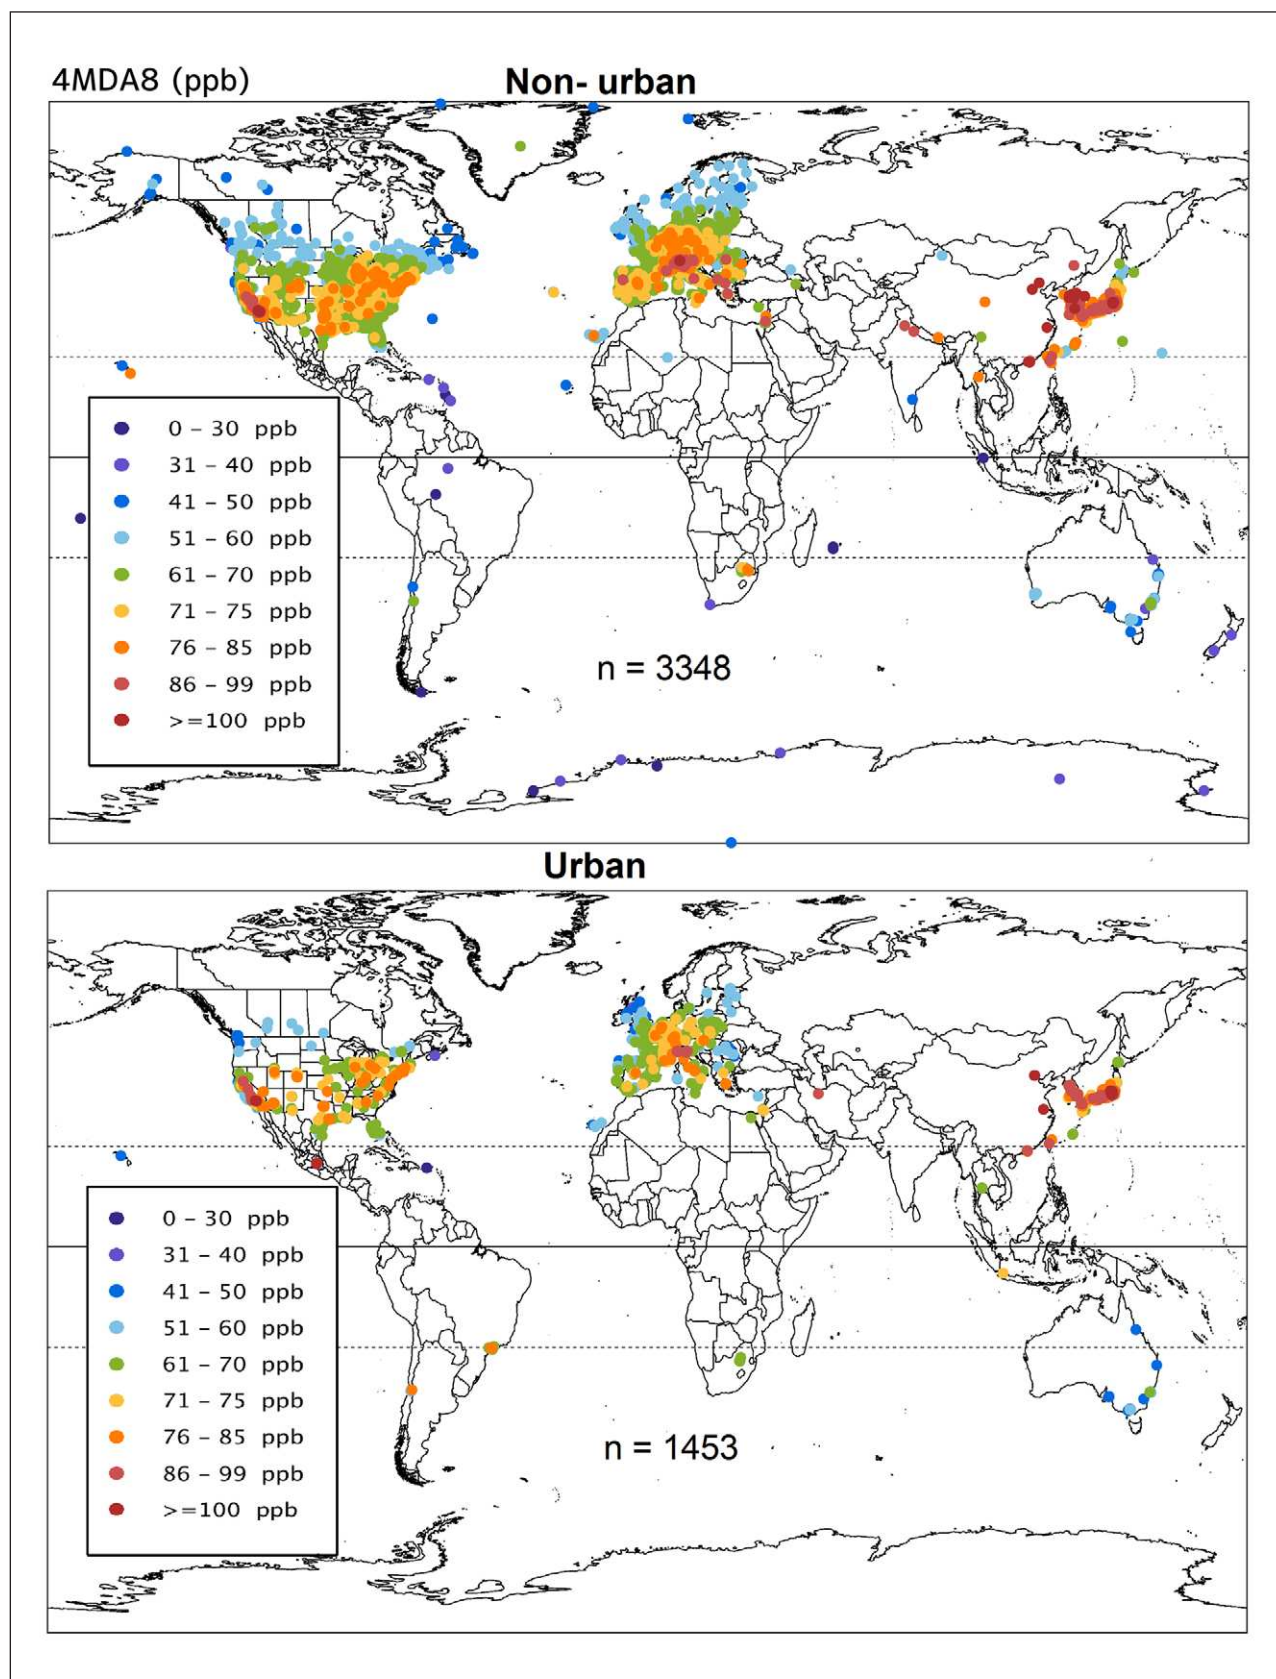 4MDA8 (ppb)
Non- urban
0 – 30 ppb
31 – 40 ppb
41 – 50 ppb
51 – 60 ppb
61 – 70 ppb
71 – 75 ppb
76 – 85 ppb
86 – 99 ppb
>=100 ppb
n = 3348
Urban
0 – 30 ppb
31 – 40 ppb
41 – 50 ppb
51 – 60 ppb
61 – 70 ppb
71 – 75 ppb
76 – 85 ppb
86 – 99 ppb
>=100 ppb
n = 1453